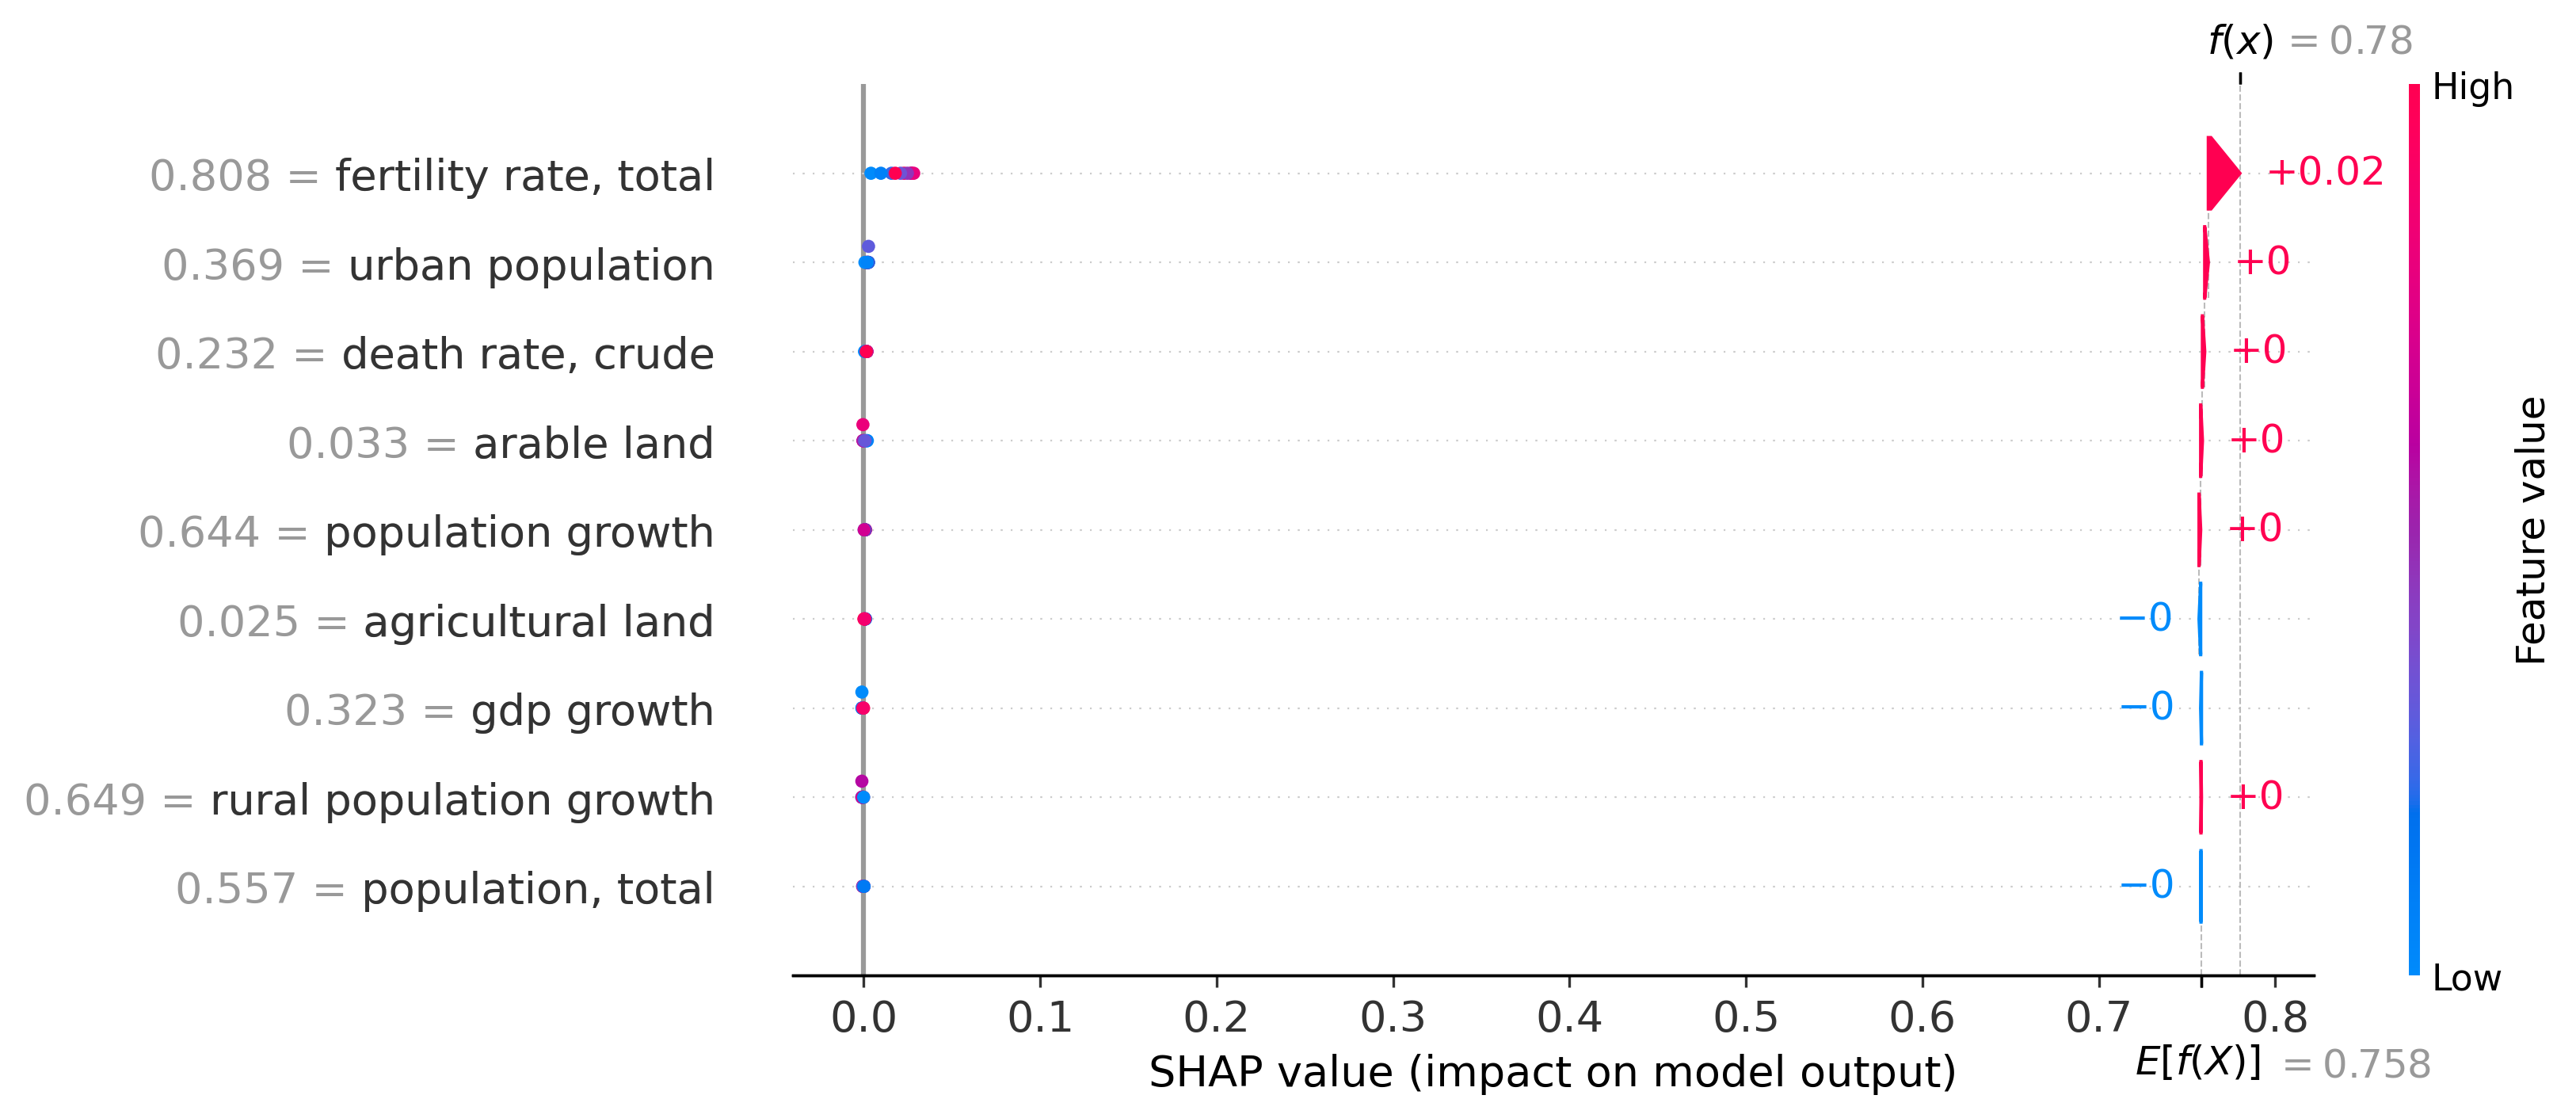 f(x) = 0.78
High
0.808 = fertility rate, total
+0.02
0.369 = urban population
+0
0.232 = death rate, crude
+0
0.033 = arable land
+0
0.644 = population growth
+0
0.025 = agricultural land
−0
0.323 = gdp growth
−0
0.649 = rural population growth
+0
0.557 = population, total
−0
Feature value
Low
0.0 0.1 0.2 0.3 0.4 0.5 0.6 0.7 0.8
SHAP value (impact on model output)
E[f(X)] = 0.758